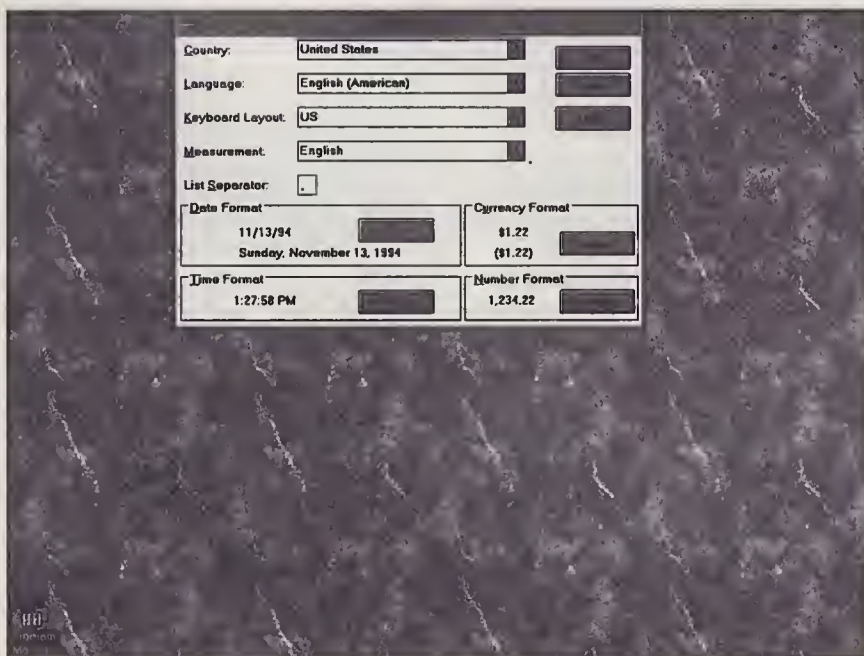 Country: United States
Language: English (American)
Keyboard Layout: US
Measurement: English
List Separator:
Date Format
11/13/94
Sunday, November 13, 1994
Currency Format
$1.22
($1.22)
Time Format
1:27:58 PM
Number Format
1,234.22